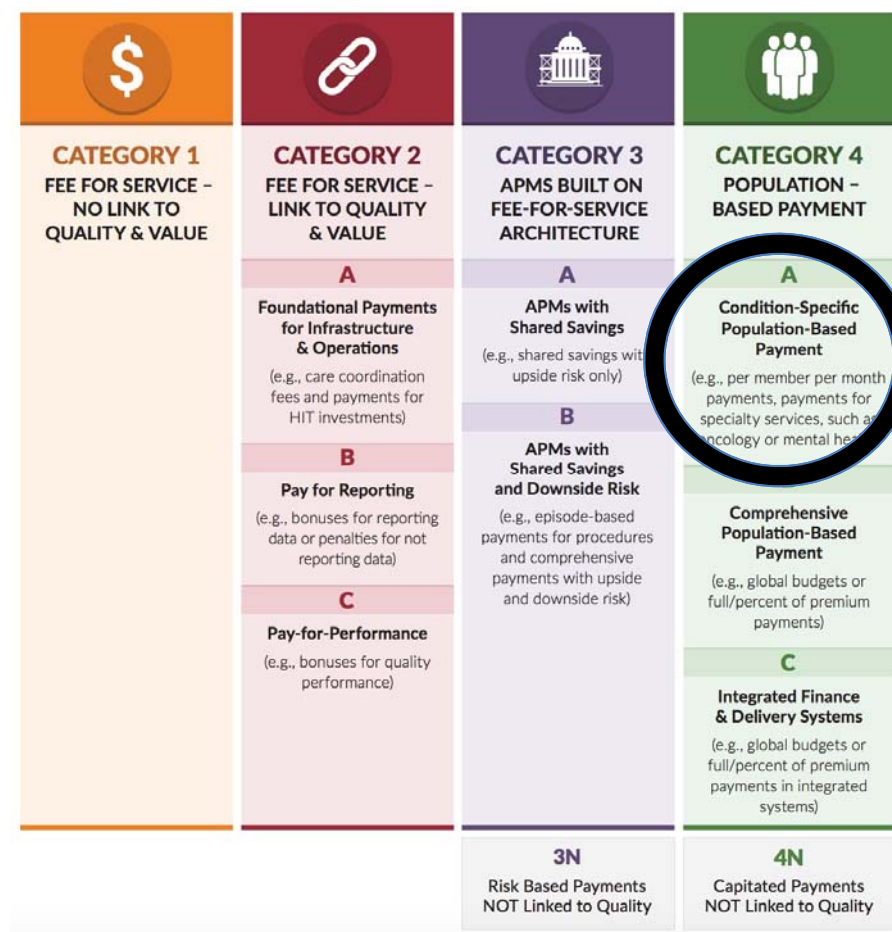 CATEGORY 1
FEE FOR SERVICE –
NO LINK TO
QUALITY & VALUE
CATEGORY 2
FEE FOR SERVICE –
LINK TO QUALITY
& VALUE
A
Foundational Payments
for Infrastructure
& Operations
(e.g., care coordination
fees and payments for
HIT investments)
B
Pay for Reporting
(e.g., bonuses for reporting
data or penalties for not
reporting data)
C
Pay-for-Performance
(e.g., bonuses for quality
performance)
CATEGORY 3
APMS BUILT ON
FEE-FOR-SERVICE
ARCHITECTURE
A
APMs with
Shared Savings
(e.g., shared savings with
upside risk only)
B
APMs with
Shared Savings
and Downside Risk
(e.g., episode-based
payments for procedures
and comprehensive
payments with upside
and downside risk)
3N
Risk Based Payments
NOT Linked to Quality
CATEGORY 4
POPULATION –
BASED PAYMENT
A
Condition-Specific
Population-Based
Payment
(e.g., per member per month
payments, payments for
specialty services, such as
oncology or mental
Comprehensive
Population-Based
Payment
(e.g., global budgets or
full/percent of premium
payments)
C
Integrated Finance
& Delivery Systems
(e.g., global budgets or
full/percent of premium
payments in integrated
systems)
4N
Capitated Payments
NOT Linked to Quality